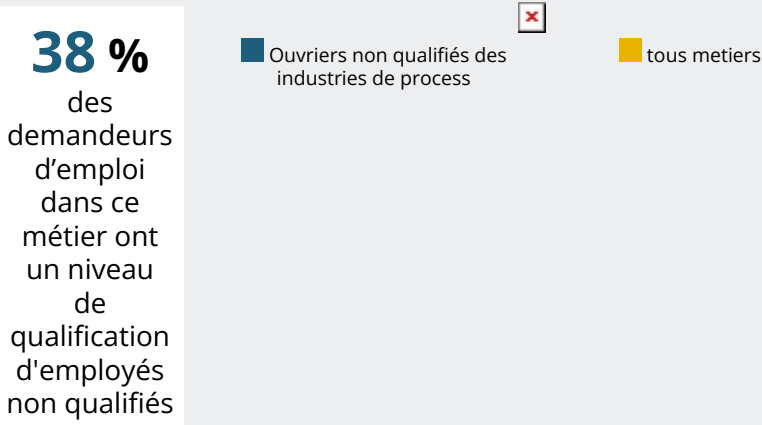 38 %
des
demandeurs
d’emploi
dans ce
métier ont
un niveau
de
qualification
d'employés
non qualifiés
Ouvriers non qualifiés des
industries de process
tous metiers